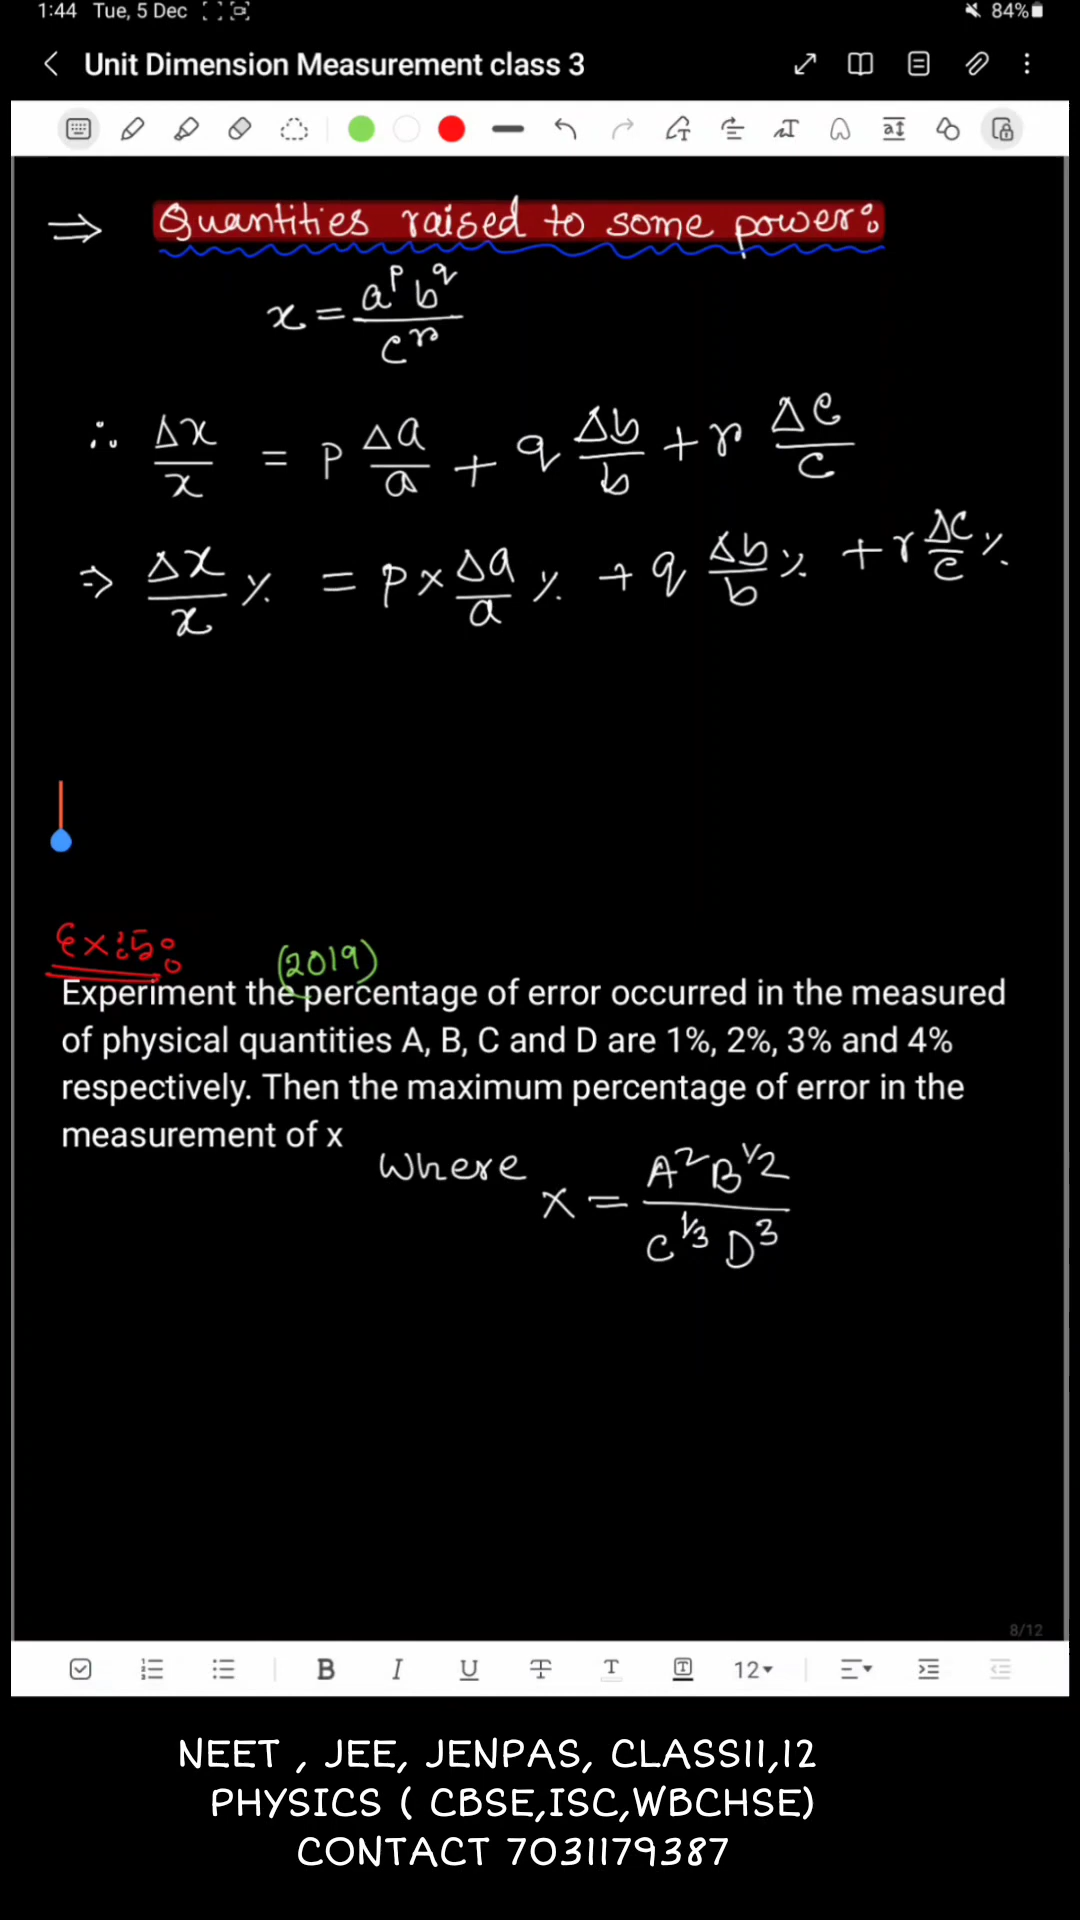 1:44 Tue, 5 Dec 84%
Unit Dimension Measurement class 3
⇒ Quantities raised to some power:
x = a^p b^q / c^r
∴ Δx/x = p Δa/a + q Δb/b + r Δc/c
⇒ Δx/x % = p × Δa/a % + q Δb/b % + r Δc/c %
Ex:5:
(2019)
Experiment the percentage of error occurred in the measured
of physical quantities A, B, C and D are 1%, 2%, 3% and 4%
respectively. Then the maximum percentage of error in the
measurement of x
Where x = A^2 B^1/2 / C^1/3 D^3
8/12
B I U T T T 12
NEET , JEE, JENPAS, CLASS11,12
PHYSICS ( CBSE,ISC,WBCHSE)
CONTACT 7031179387